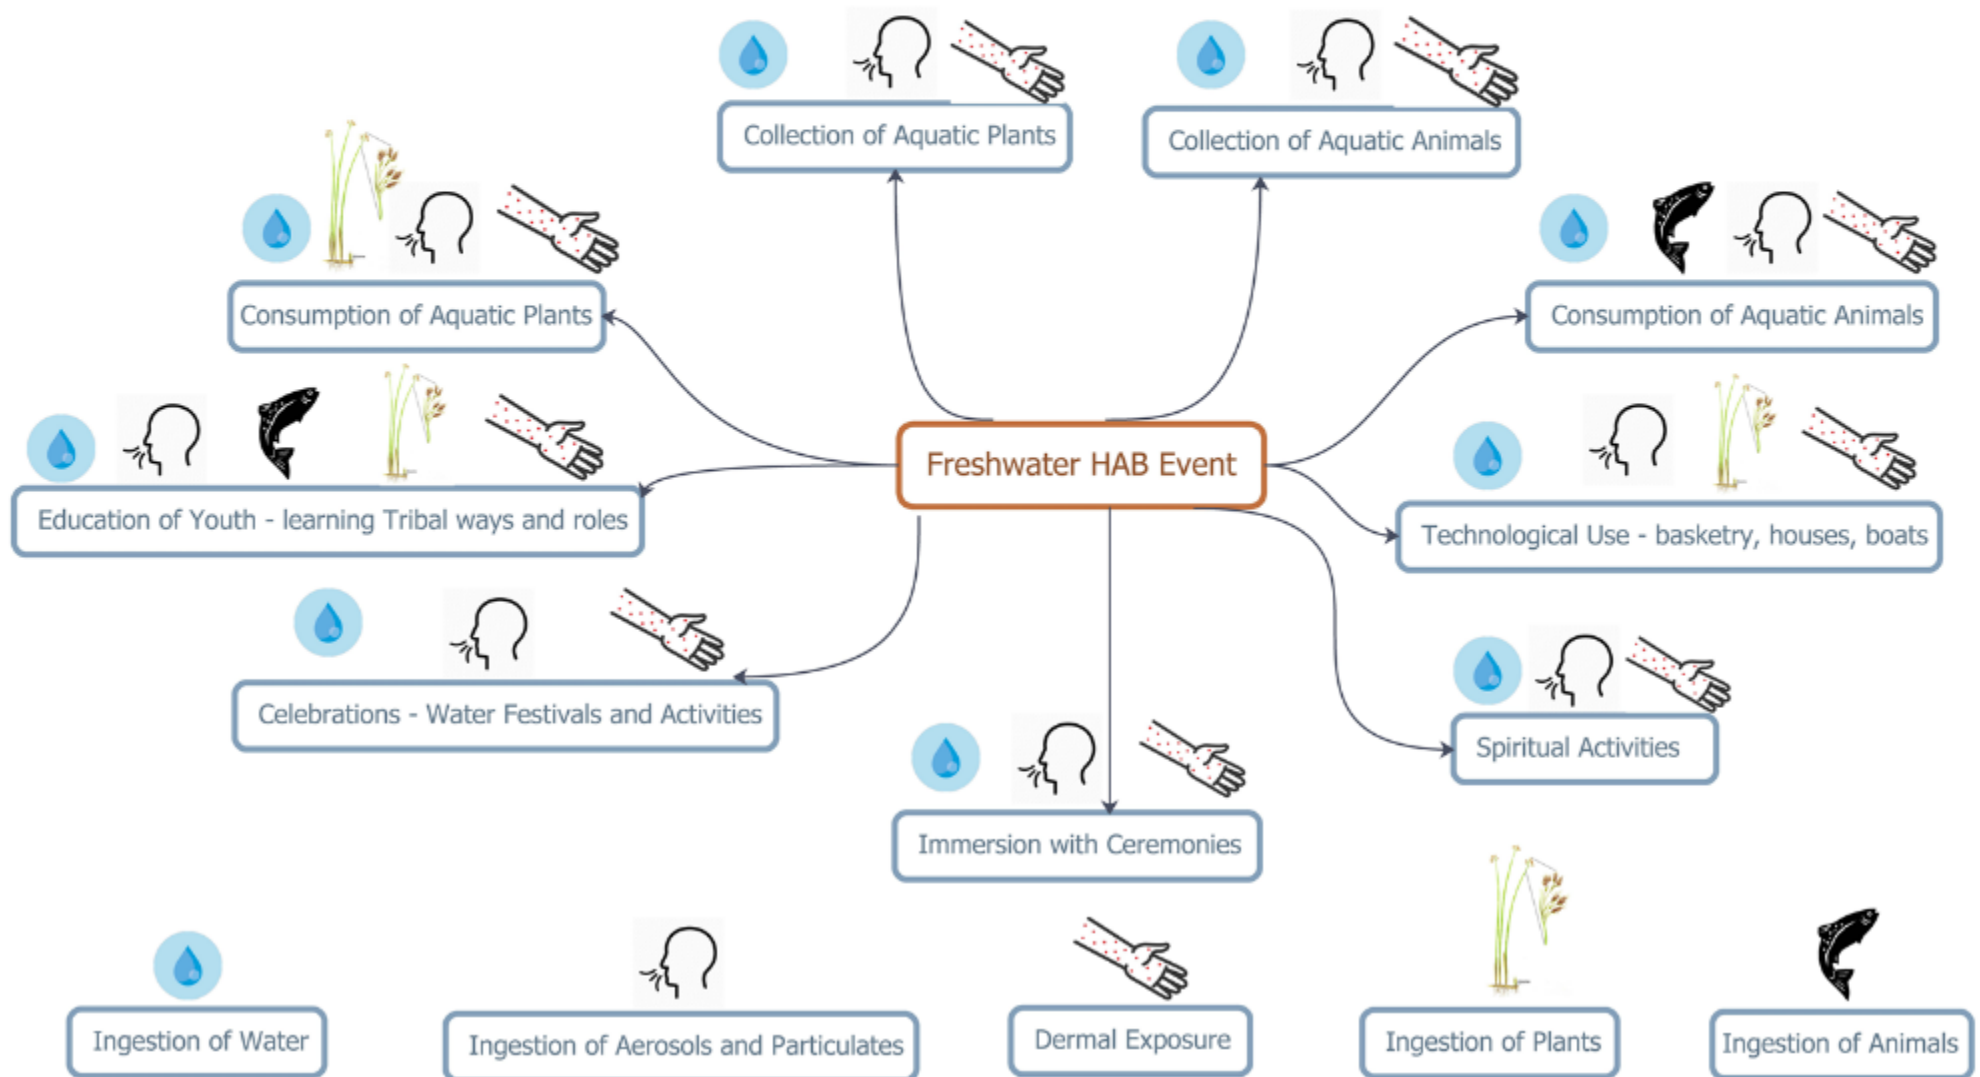 Collection of Aquatic Plants
Collection of Aquatic Animals
Consumption of Aquatic Plants
Consumption of Aquatic Animals
Freshwater HAB Event
Education of Youth - learning Tribal ways and roles
Technological Use - basketry, houses, boats
Celebrations - Water Festivals and Activities
Spiritual Activities
Immersion with Ceremonies
Ingestion of Water
Ingestion of Aerosols and Particulates
Dermal Exposure
Ingestion of Plants
Ingestion of Animals